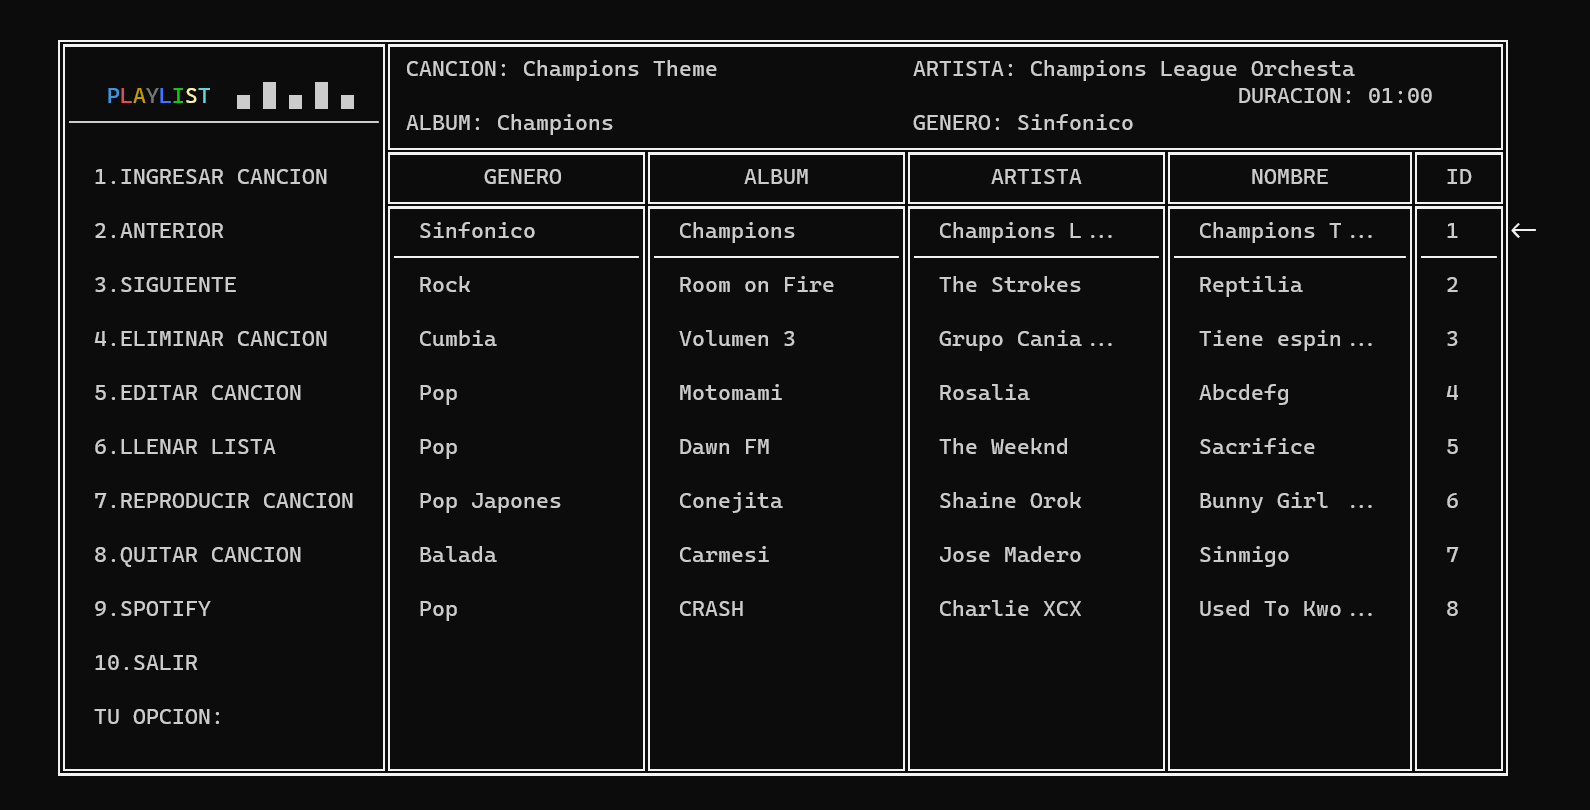 CANCION: Champions Theme ARTISTA: Champions League Orchesta
PLAYLIST DURACION: 01:00
ALBUM: Champions GENERO: Sinfonico
1.INGRESAR CANCION GENERO ALBUM ARTISTA NOMBRE ID
2.ANTERIOR Sinfonico Champions Champions L... Champions T... 1 ←
3.SIGUIENTE Rock Room on Fire The Strokes Reptilia 2
4.ELIMINAR CANCION Cumbia Volumen 3 Grupo Cania... Tiene espin... 3
5.EDITAR CANCION Pop Motomami Rosalia Abcdefg 4
6.LLENAR LISTA Pop Dawn FM The Weeknd Sacrifice 5
7.REPRODUCIR CANCION Pop Japones Conejita Shaine Orok Bunny Girl ... 6
8.QUITAR CANCION Balada Carmesi Jose Madero Sinmigo 7
9.SPOTIFY Pop CRASH Charlie XCX Used To Kwo... 8
10.SALIR
TU OPCION: